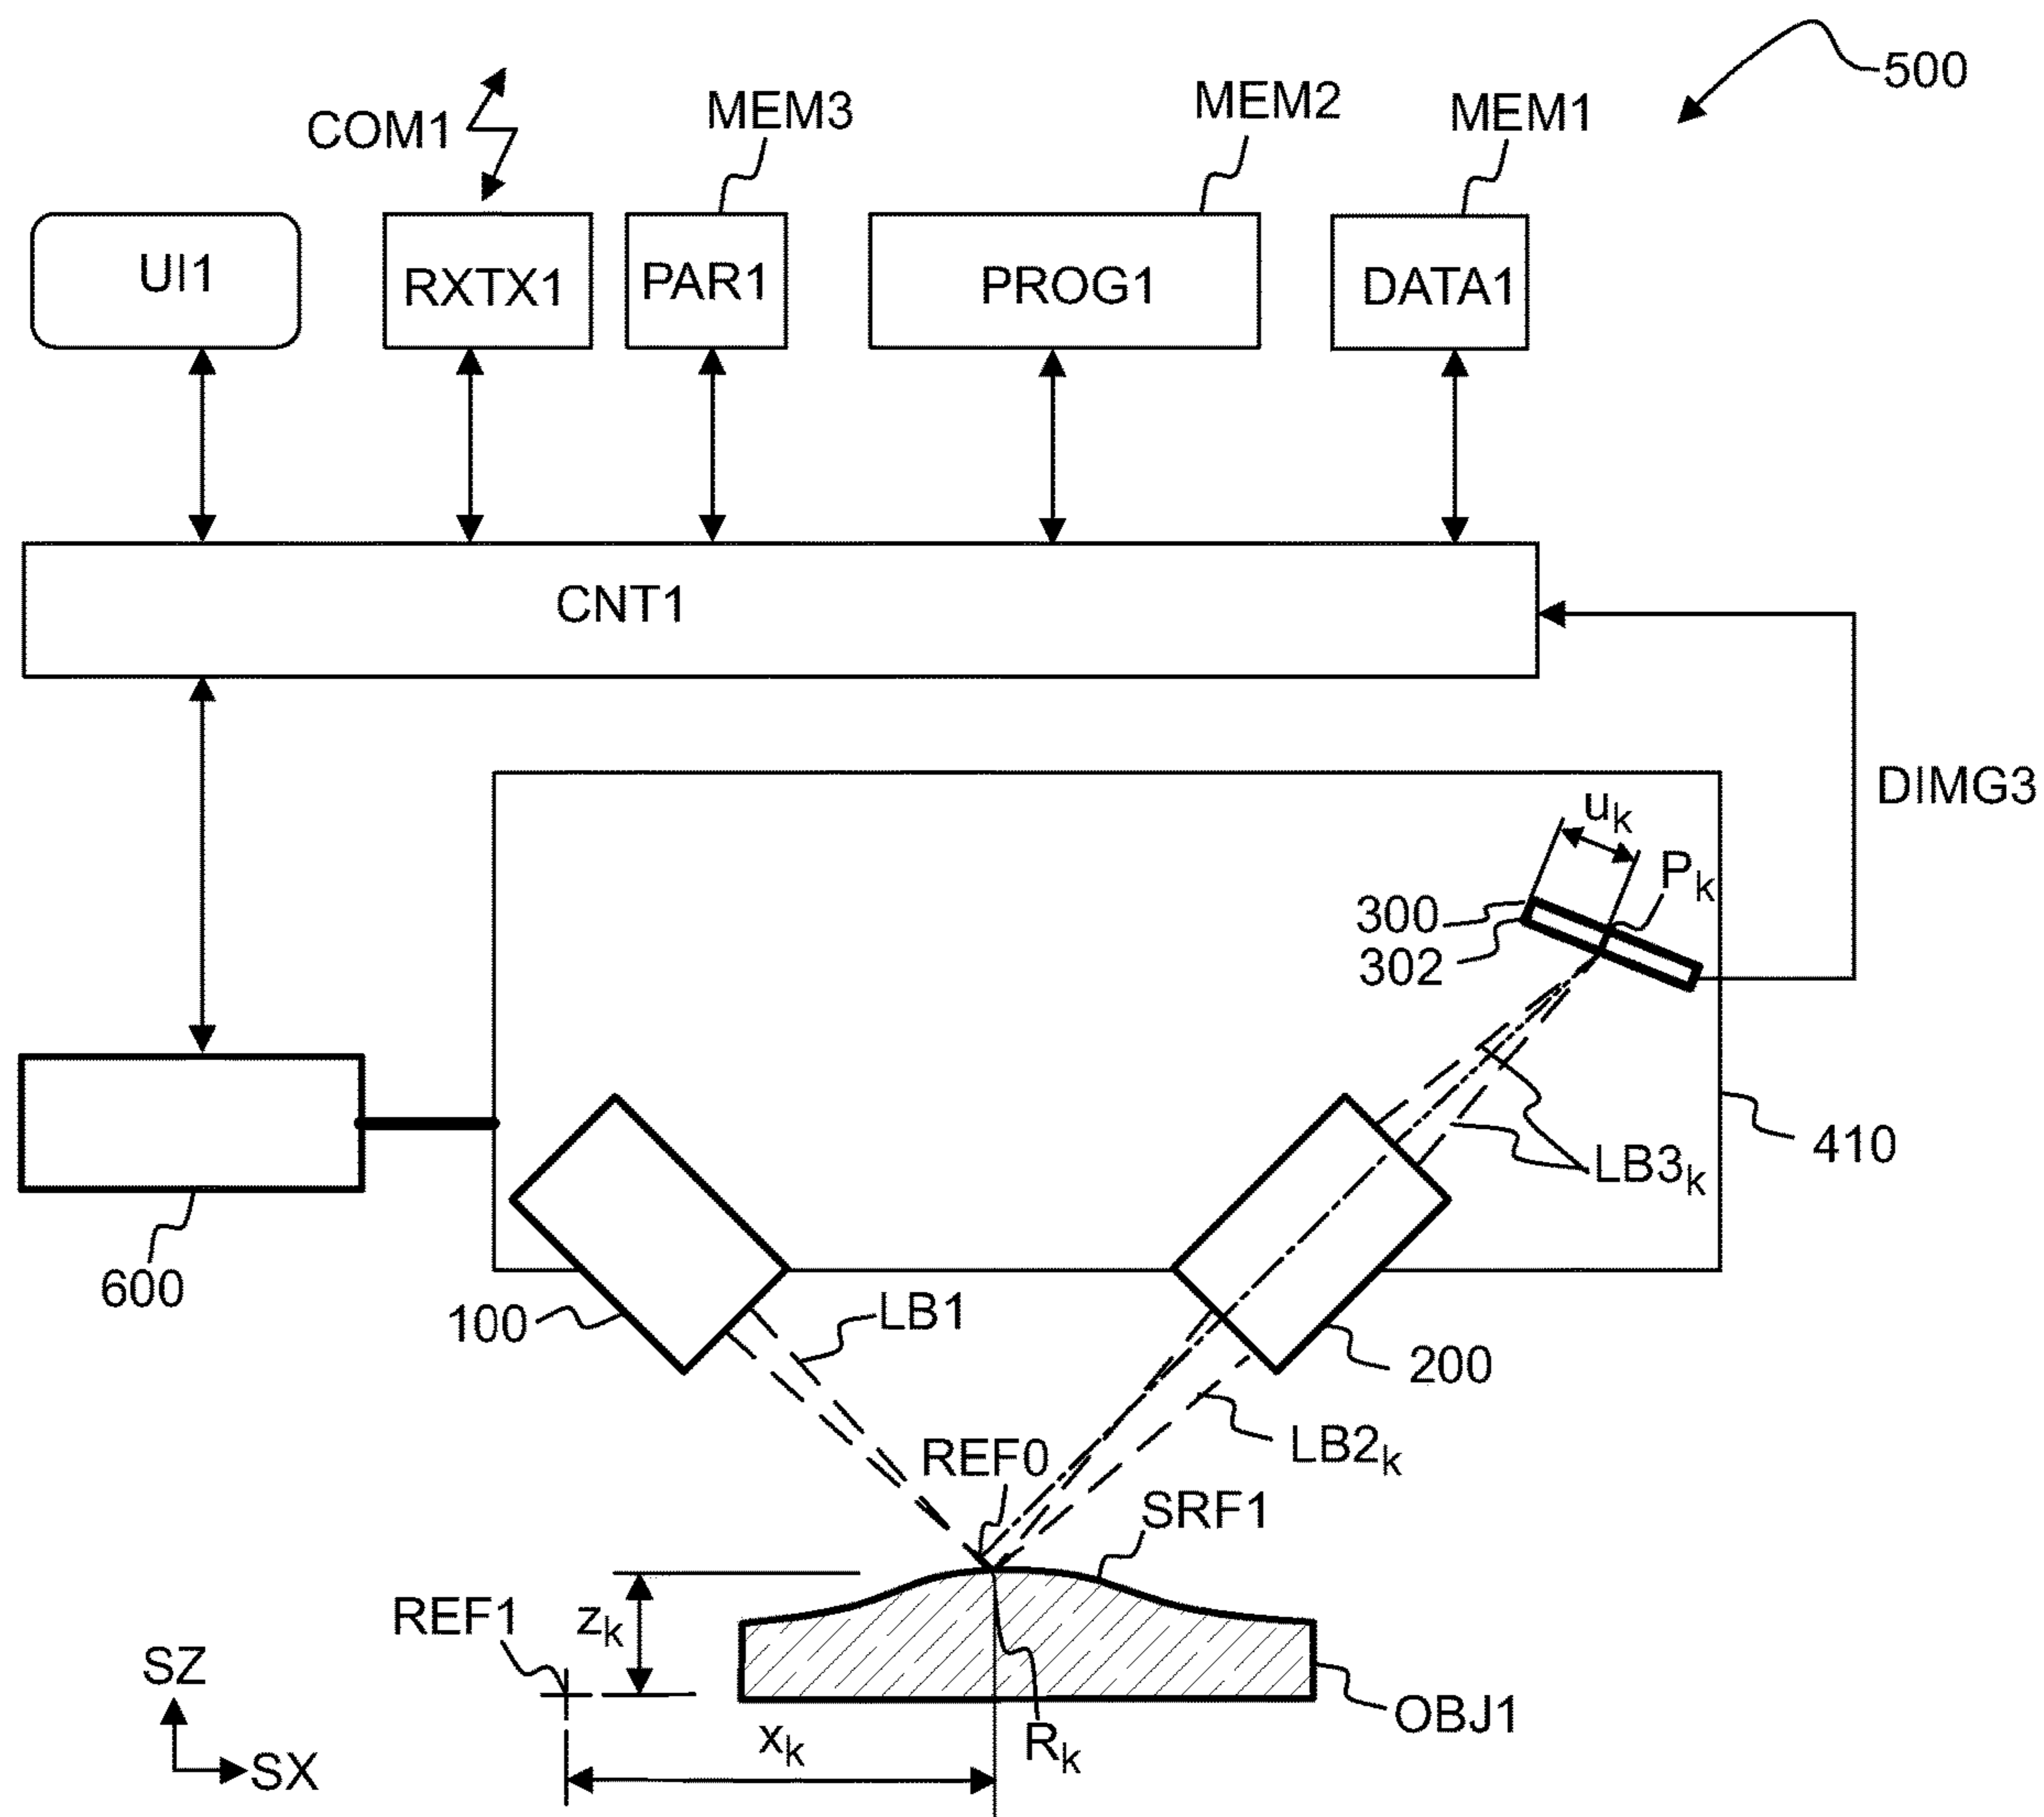 500
COM1
MEM3
MEM2
MEM1
UI1
RXTX1
PAR1
PROG1
DATA1
CNT1
DIMG3
uk
Pk
300
302
410
LB3k
600
100
LB1
200
LB2k
REF0
SRF1
REF1
zk
SZ
OBJ1
xk
Rk
SX